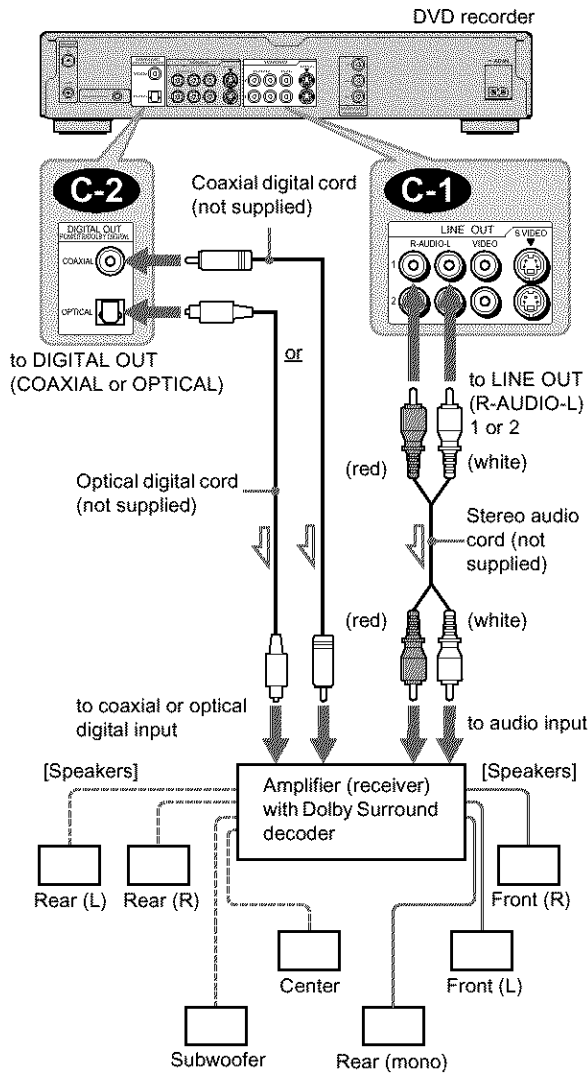 DVD recorder
C-2
DIGITAL OUT
COAXIAL
OPTICAL
to DIGITAL OUT
(COAXIAL or OPTICAL)
Coaxial digital cord
(not supplied)
or
C-1
LINE OUT
R-AUDIO-L VIDEO S VIDEO
1
2
to LINE OUT
(R-AUDIO-L)
1 or 2
(red) (white)
Optical digital cord
(not supplied)
Stereo audio
cord (not
supplied)
(red) (white)
to coaxial or optical
digital input
to audio input
[Speakers] [Speakers]
Amplifier (receiver)
with Dolby Surround
decoder
Rear (L) Rear (R) Front (R)
Center Front (L)
Subwoofer Rear (mono)